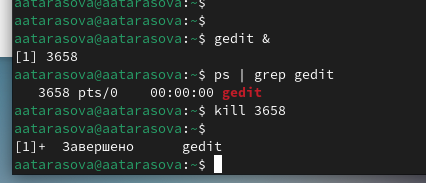 aatarasova@aatarasova:~$
aatarasova@aatarasova:~$
aatarasova@aatarasova:~$ gedit &
[1] 3658
aatarasova@aatarasova:~$ ps | grep gedit
   3658 pts/0    00:00:00 gedit
aatarasova@aatarasova:~$ kill 3658
aatarasova@aatarasova:~$
[1]+  Завершено      gedit
aatarasova@aatarasova:~$